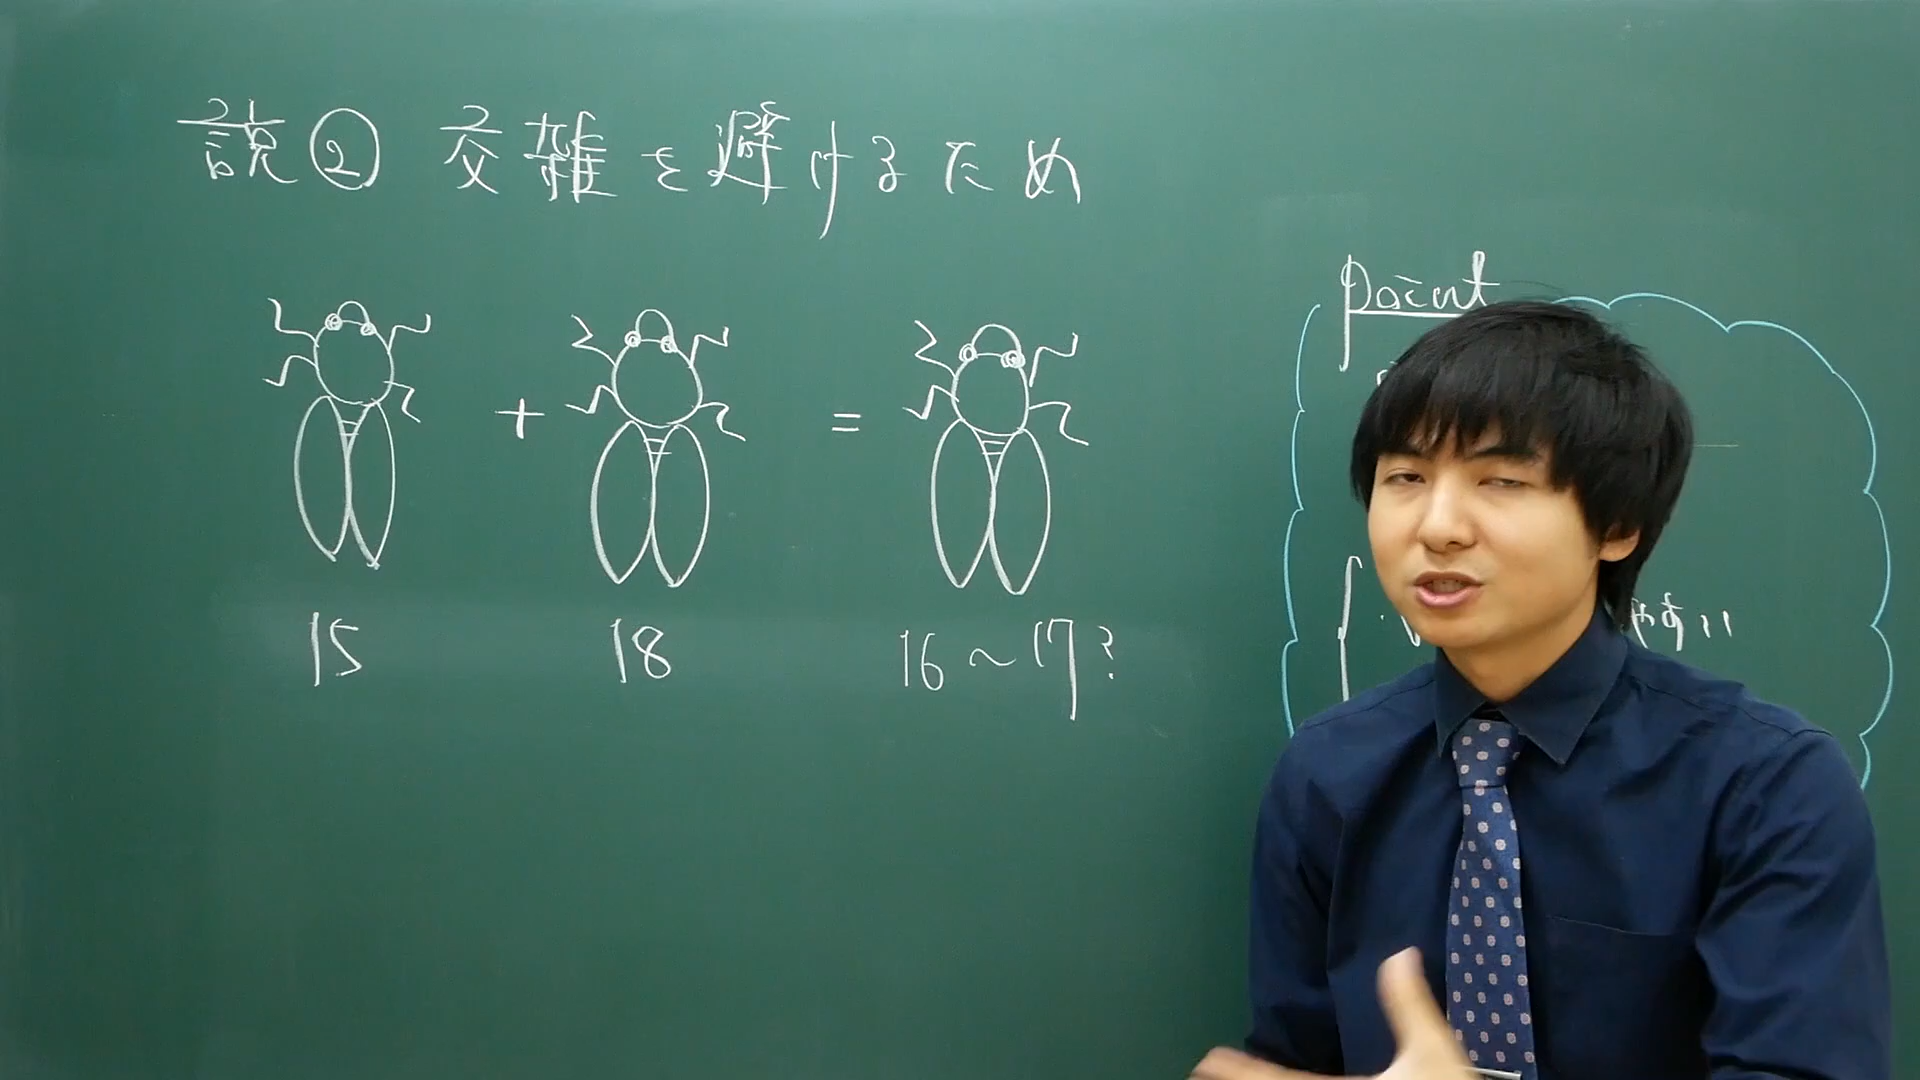 説② 交雑を避けるため
15 + 18 = 16~17?
Point
やすい